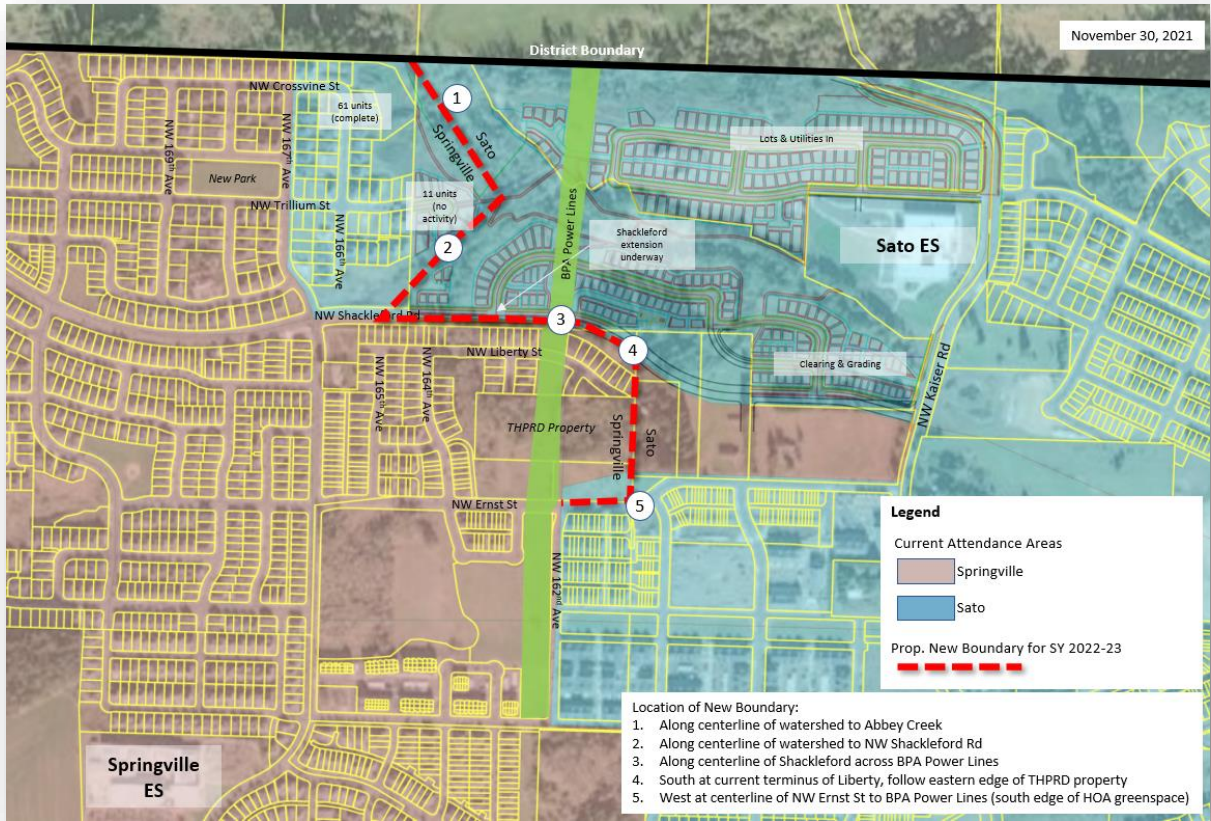 November 30, 2021
District Boundary
NW Crossvine St
61 units
(complete)
1
Sato
Springville
Lots & Utilities In
NW 169th Ave
NW 167th Ave
New Park
BPA Power Lines
NW Trillium St
11 units
(no
activity)
NW 166th Ave
2
Shackleford
extension
underway
Sato ES
NW Shackleford Rd
3
4
NW Liberty St
NW 165th Ave
NW 164th Ave
Clearing & Grading
NW Kaiser Rd
THPRD Property
Springville
Sato
NW Ernst St
5
NW 162nd Ave
Legend
Current Attendance Areas
Springville
Sato
Prop. New Boundary for SY 2022-23
Location of New Boundary:
1. Along centerline of watershed to Abbey Creek
2. Along centerline of watershed to NW Shackleford Rd
3. Along centerline of Shackleford across BPA Power Lines
4. South at current terminus of Liberty, follow eastern edge of THPRD property
5. West at centerline of NW Ernst St to BPA Power Lines (south edge of HOA greenspace)
Springville
ES